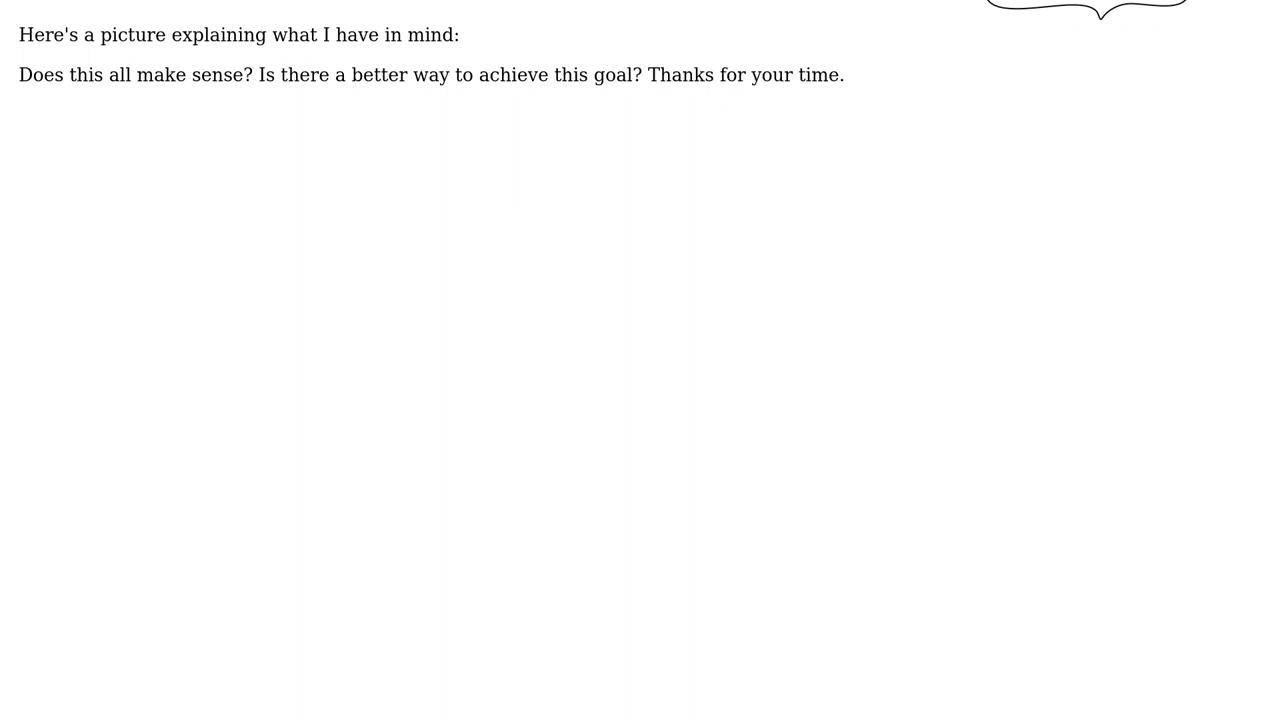 Here's a picture explaining what I have in mind:
Does this all make sense? Is there a better way to achieve this goal? Thanks for your time.